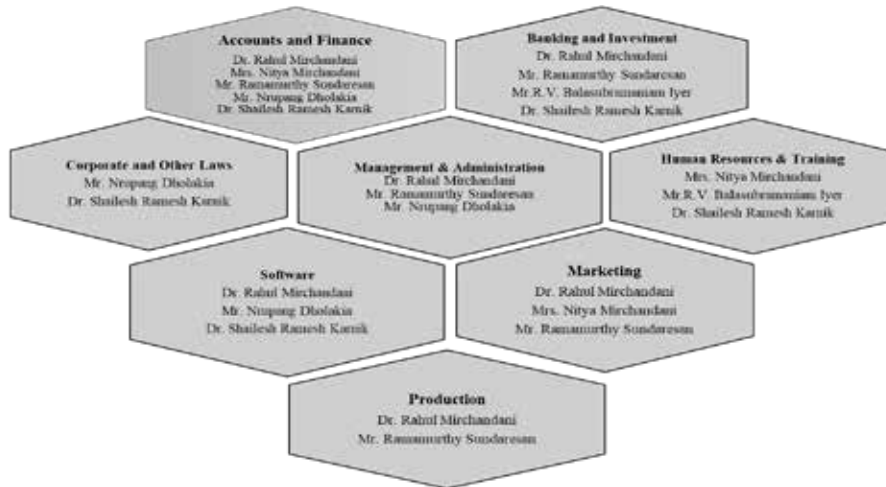 Accounts and Finance
Dr. Rahul Mirchandani
Mrs. Nitya Mirchandani
Mr. Ramamurthy Sundaresan
Mr. Nrupang Dholakia
Dr. Shailesh Ramesh Karnik
Banking and Investment
Dr. Rahul Mirchandani
Mr. Ramamurthy Sundaresan
Mr.R.V. Balasubramaniam Iyer
Dr. Shailesh Ramesh Karnik
Corporate and Other Laws
Mr. Nrupang Dholakia
Dr. Shailesh Ramesh Karnik
Management & Administration
Dr. Rahul Mirchandani
Mr. Ramamurthy Sundaresan
Mr. Nrupang Dholakia
Human Resources & Training
Mrs. Nitya Mirchandani
Mr.R.V. Balasubramaniam Iyer
Dr. Shailesh Ramesh Karnik
Software
Dr. Rahul Mirchandani
Mr. Nrupang Dholakia
Dr. Shailesh Ramesh Karnik
Marketing
Dr. Rahul Mirchandani
Mrs. Nitya Mirchandani
Mr. Ramamurthy Sundaresan
Production
Dr. Rahul Mirchandani
Mr. Ramamurthy Sundaresan